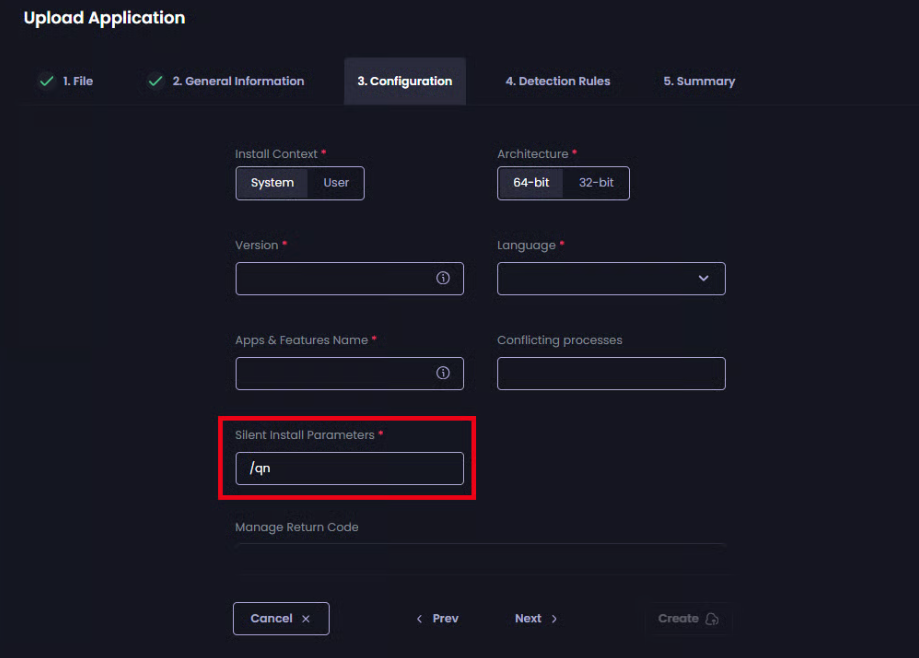 Upload Application
1. File
2. General Information
3. Configuration
4. Detection Rules
5. Summary
Install Context *
Architecture *
System
User
64-bit
32-bit
Version *
Language *
Apps & Features Name *
Conflicting processes
Silent Install Parameters *
/qn
Manage Return Code
Cancel ×
< Prev
Next >
Create